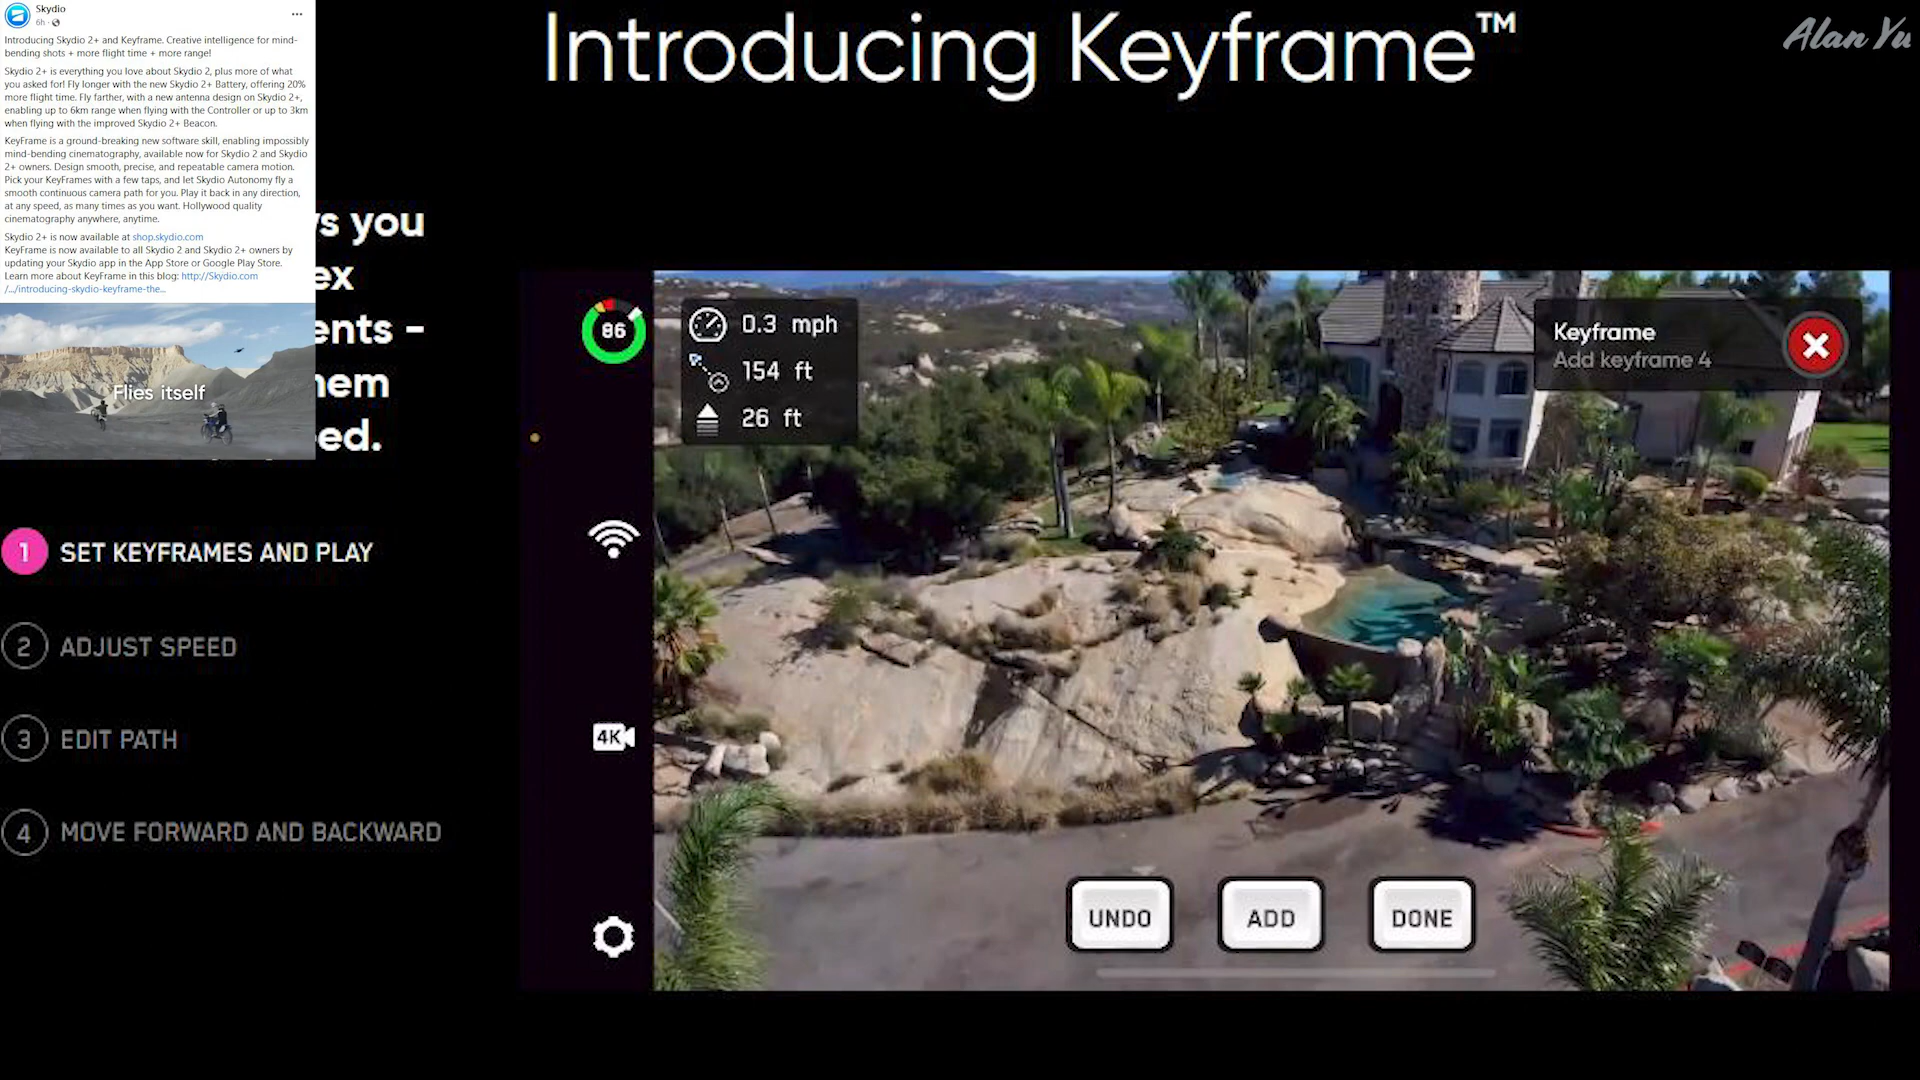 Skydio
6h ·
Introducing Skydio 2+ and Keyframe. Creative intelligence for mind-
bending shots + more flight time + more range!
Skydio 2+ is everything you love about Skydio 2, plus more of what
you asked for! Fly longer with the new Skydio 2+ Battery, offering 20%
more flight time. Fly farther, with a new antenna design on Skydio 2+,
enabling up to 6km range when flying with the Controller or up to 3km
when flying with the improved Skydio 2+ Beacon.
KeyFrame is a ground-breaking new software skill, enabling impossibly
mind-bending cinematography, available now for Skydio 2 and Skydio
2+ owners. Design smooth, precise, and repeatable camera motion.
Pick your KeyFrames with a few taps, and let Skydio Autonomy fly a
smooth continuous camera path for you. Play it back in any direction,
at any speed, as many times as you want. Hollywood quality
cinematography anywhere, anytime.
Skydio 2+ is now available at shop.skydio.com
KeyFrame is now available to all Skydio 2 and Skydio 2+ owners by
updating your Skydio app in the App Store or Google Play Store.
Learn more about KeyFrame in this blog: http://Skydio.com
/.../introducing-skydio-keyframe-the...
Flies itself
Introducing Keyframe™
Alan Yu
s you
ex
ents –
hem
ed.
1 SET KEYFRAMES AND PLAY
2 ADJUST SPEED
3 EDIT PATH
4 MOVE FORWARD AND BACKWARD
86
0.3 mph
154 ft
26 ft
4K
Keyframe
Add keyframe 4
UNDO
ADD
DONE